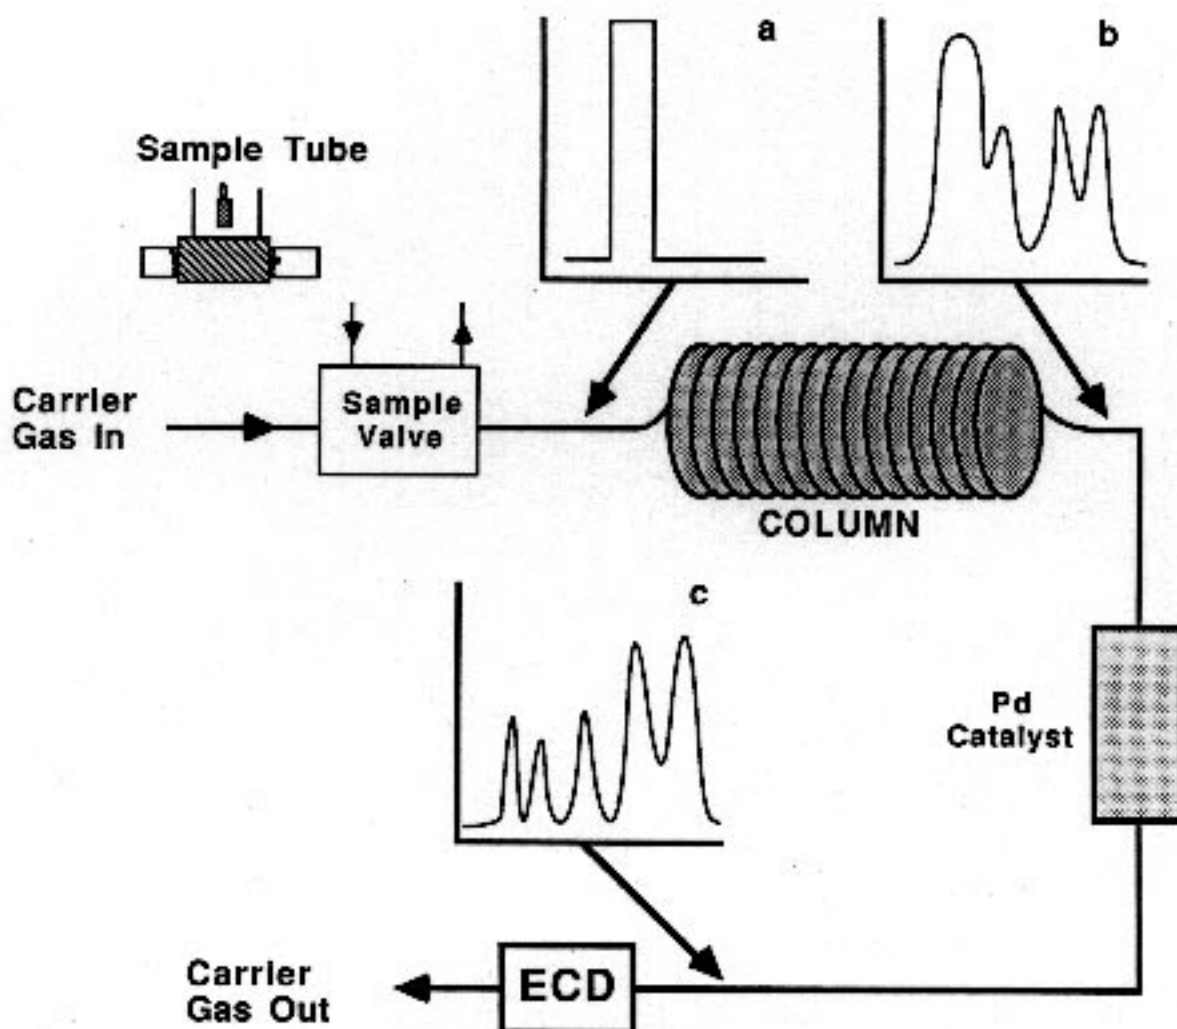 a
b
Sample Tube
Carrier
Gas In
Sample
Valve
COLUMN
c
Pd
Catalyst
Carrier
Gas Out
ECD